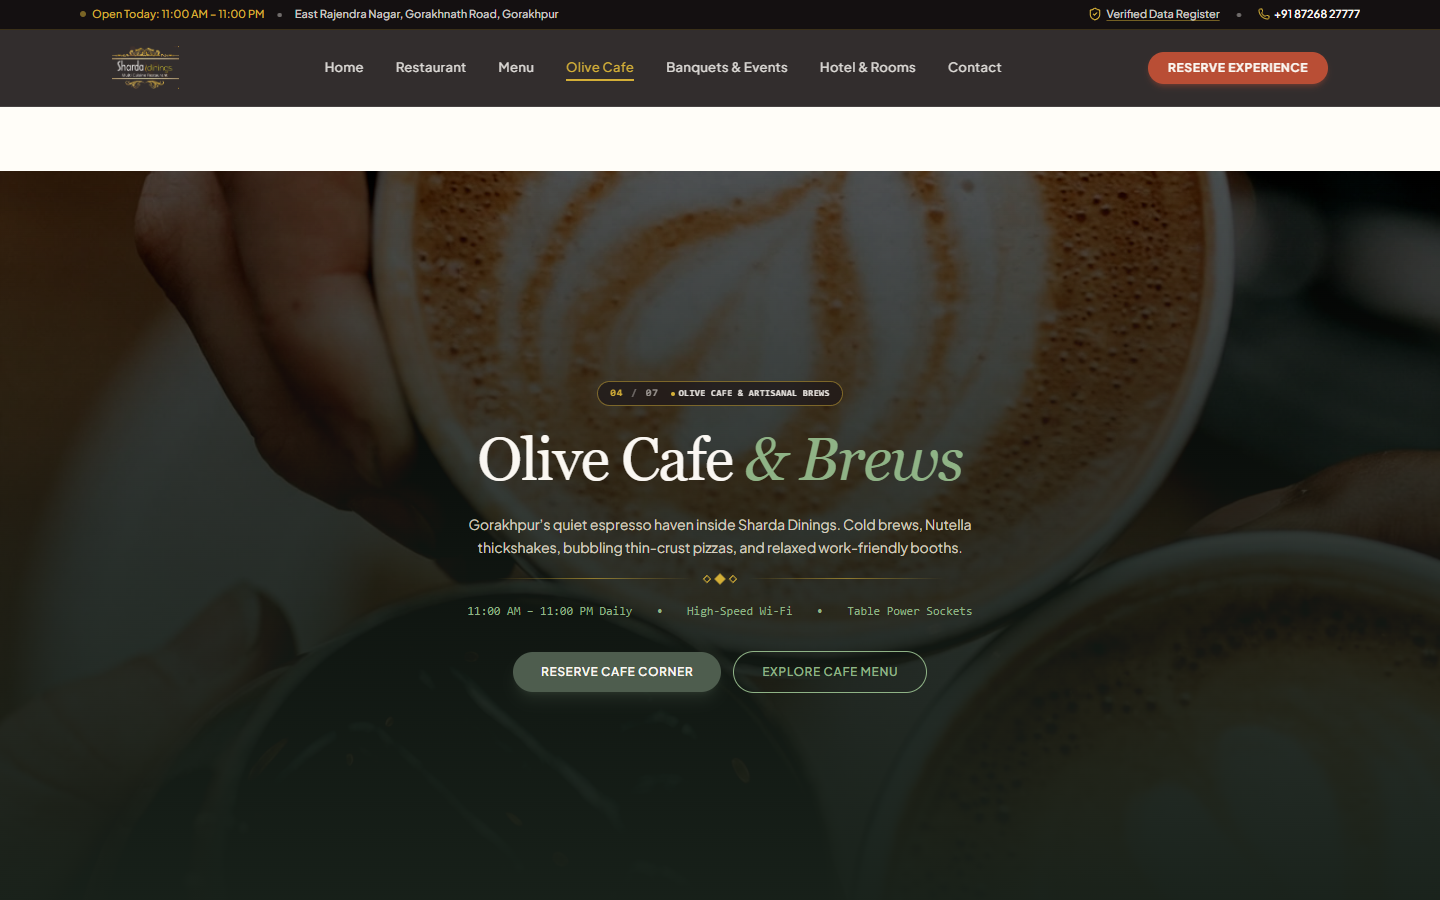 Open Today: 11:00 AM – 11:00 PM • East Rajendra Nagar, Gorakhnath Road, Gorakhpur
Verified Data Register • +91 87268 27777
Sharda dinings
Multi Cuisine Restaurant
Home Restaurant Menu Olive Cafe Banquets & Events Hotel & Rooms Contact
RESERVE EXPERIENCE
04 / 07 • OLIVE CAFE & ARTISANAL BREWS
Olive Cafe & Brews
Gorakhpur's quiet espresso haven inside Sharda Dinings. Cold brews, Nutella
thickshakes, bubbling thin-crust pizzas, and relaxed work-friendly booths.
11:00 AM – 11:00 PM Daily • High-Speed Wi-Fi • Table Power Sockets
RESERVE CAFE CORNER
EXPLORE CAFE MENU